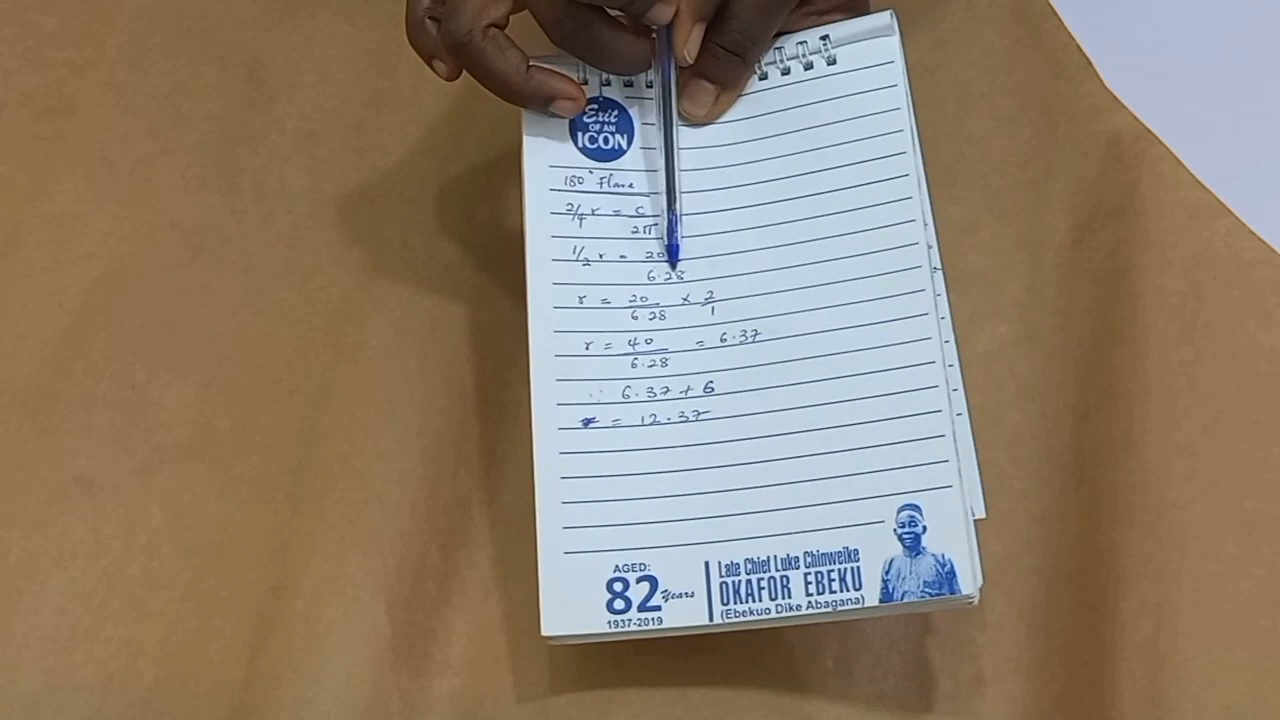 Exit
OF AN
ICON
180° Flare
2/4 r = C
2π
1/2 r = 20
6.28
r = 20 × 2
6.28 1
r = 40 = 6.37
6.28
∴ 6.37 + 6
= 12.37
AGED:
82 Years
1937-2019
Late Chief Luke Chinweike
OKAFOR EBEKU
(Ebekuo Dike Abagana)